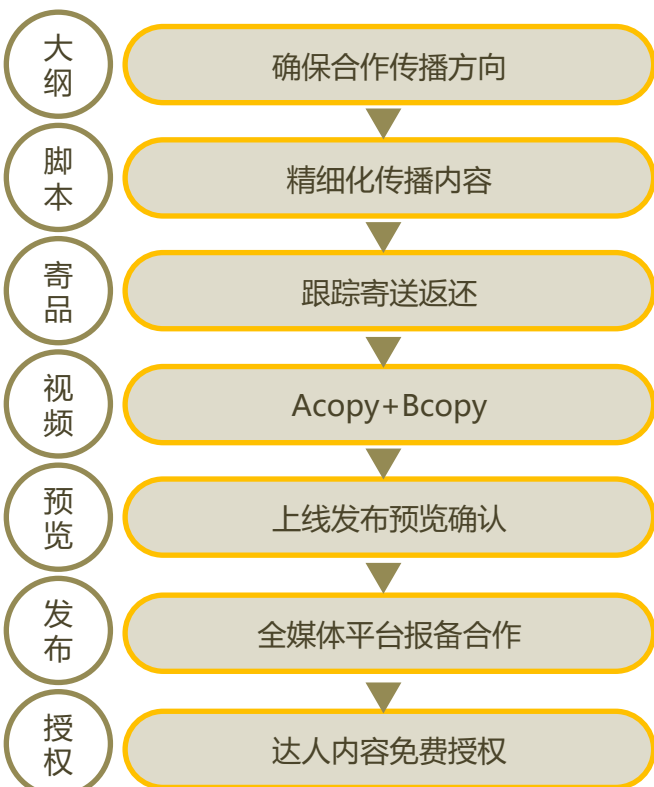 大纲
确保合作传播方向
脚本
精细化传播内容
寄品
跟踪寄送返还
视频
Acopy+Bcopy
预览
上线发布预览确认
发布
全媒体平台报备合作
授权
达人内容免费授权